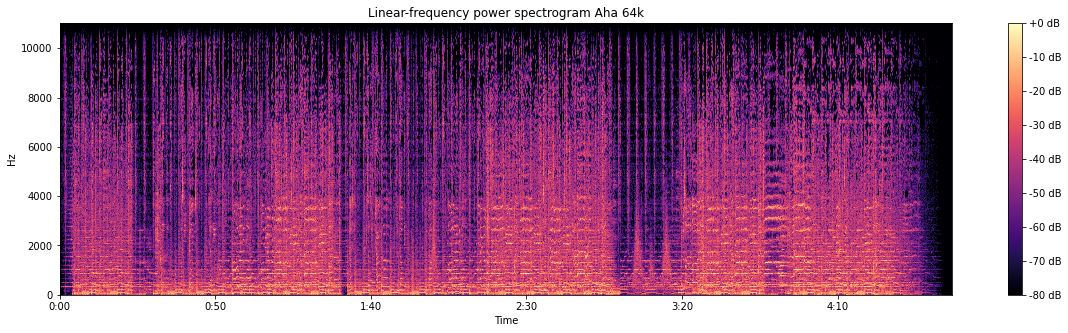 Linear-frequency power spectrogram Aha 64k
Hz
10000
8000
6000
4000
2000
0
0:00
0:50
1:40
2:30
3:20
4:10
Time
+0 dB
-10 dB
-20 dB
-30 dB
-40 dB
-50 dB
-60 dB
-70 dB
-80 dB